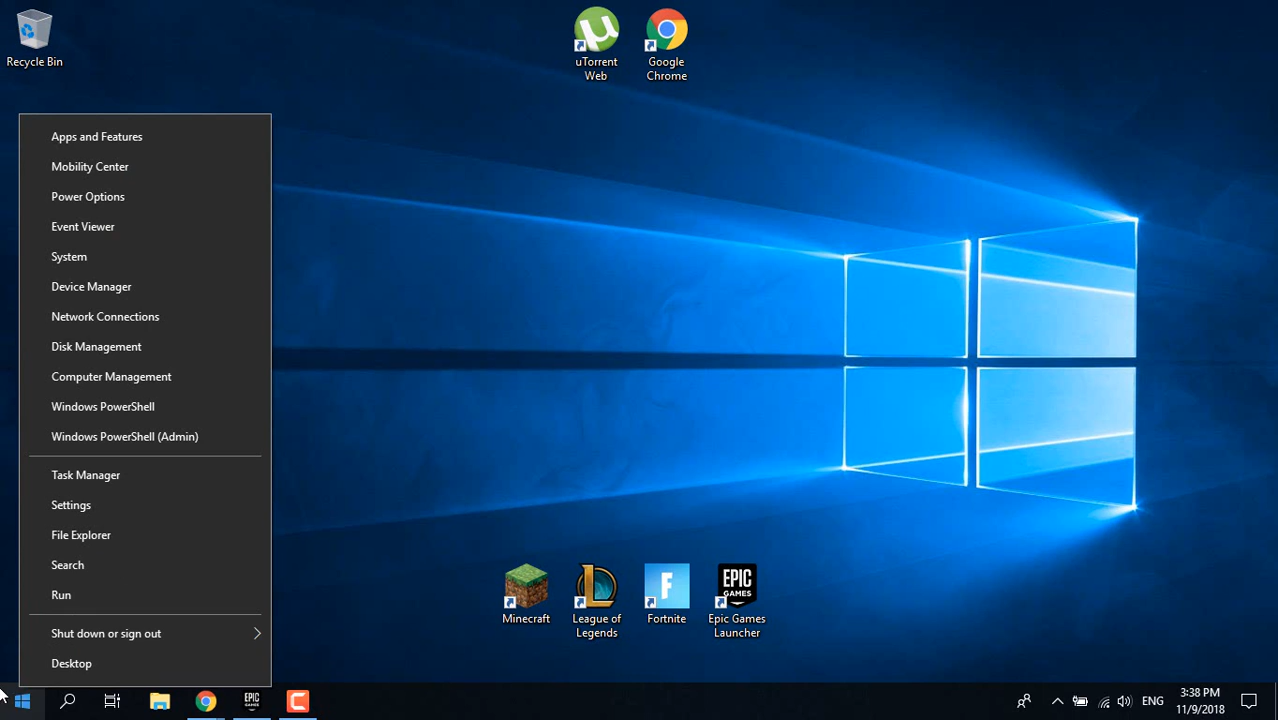 Recycle Bin
µ
uTorrent
Web
Google
Chrome
Apps and Features
Mobility Center
Power Options
Event Viewer
System
Device Manager
Network Connections
Disk Management
Computer Management
Windows PowerShell
Windows PowerShell (Admin)
Task Manager
Settings
File Explorer
Search
Run
Shut down or sign out
Desktop
Minecraft
L
League of
Legends
F
Fortnite
EPIC
GAMES
Epic Games
Launcher
EPIC
GAMES
C
ENG
3:38 PM
11/9/2018